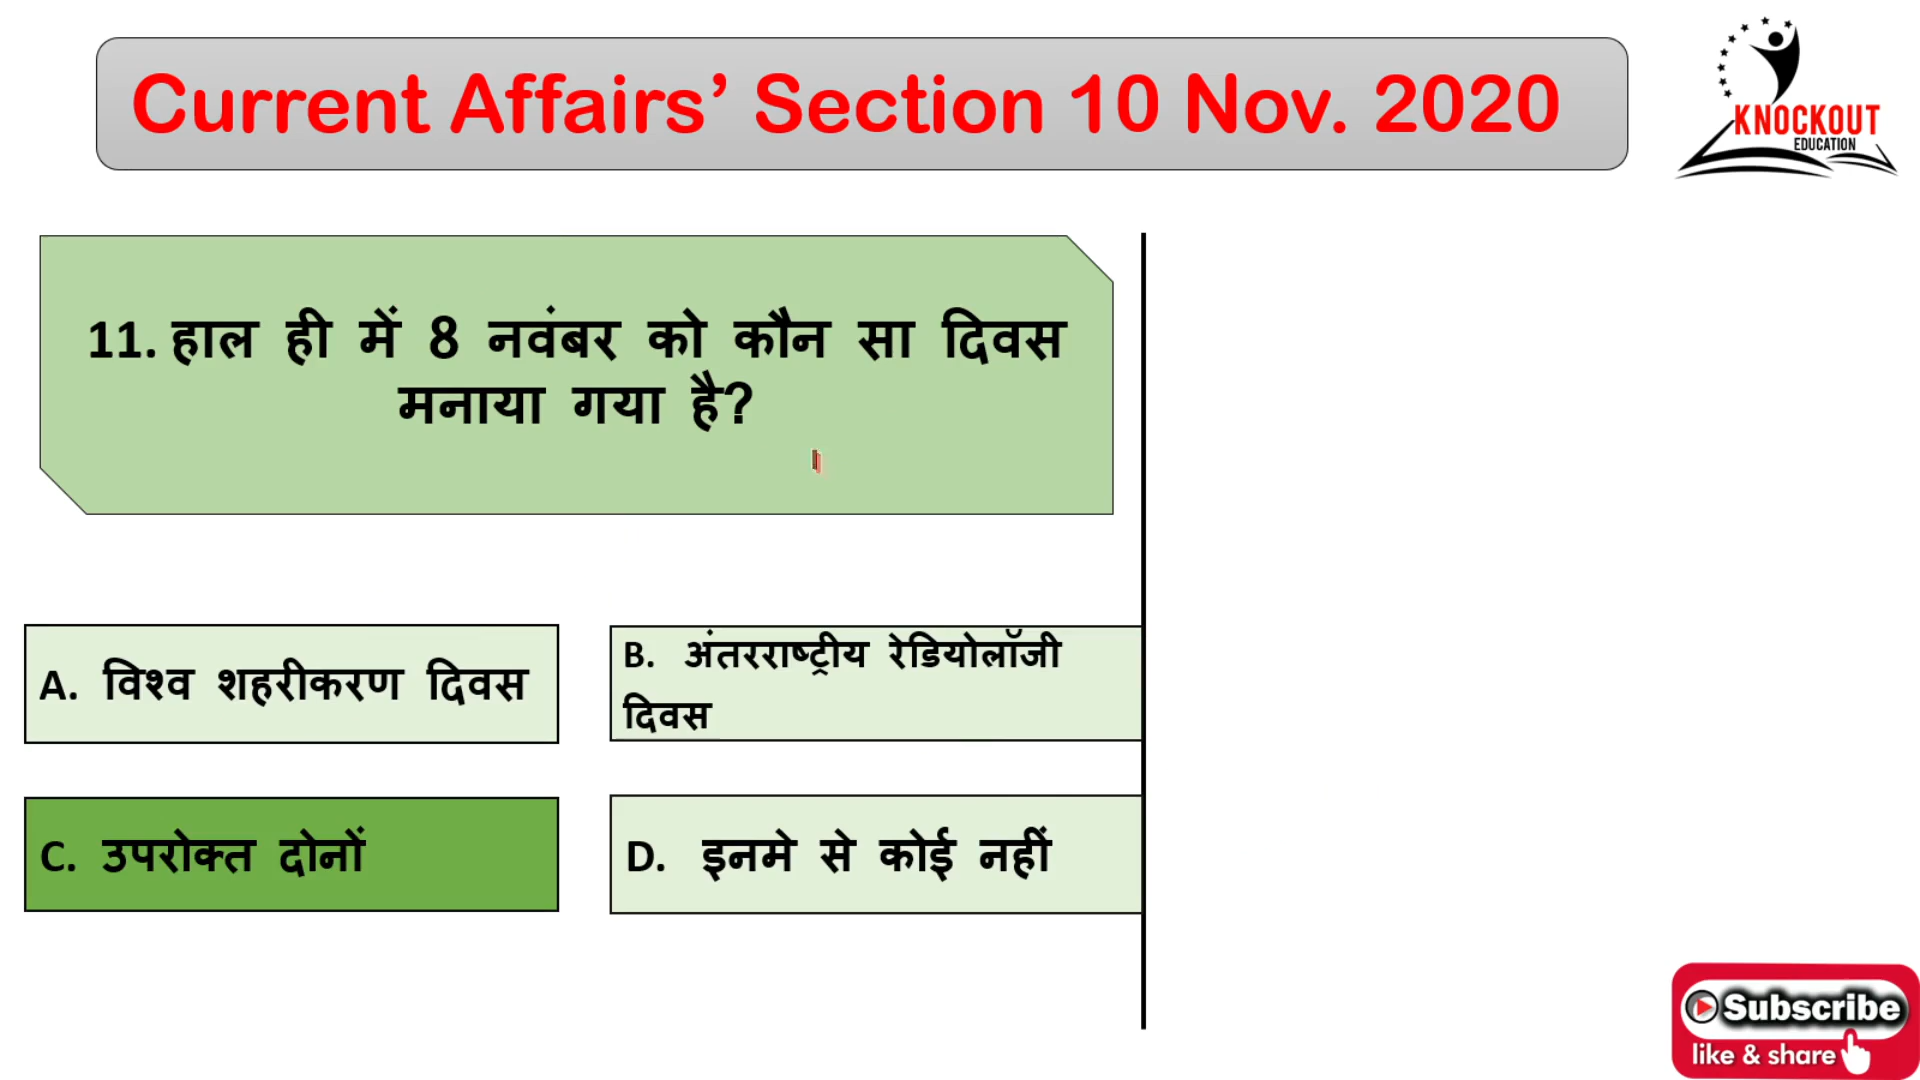 Current Affairs’ Section 10 Nov. 2020
KNOCKOUT
EDUCATION
11. हाल ही में 8 नवंबर को कौन सा दिवस
मनाया गया है?
A. विश्व शहरीकरण दिवस
B. अंतरराष्ट्रीय रेडियोलॉजी
दिवस
C. उपरोक्त दोनों
D. इनमे से कोई नहीं
Subscribe
like & share